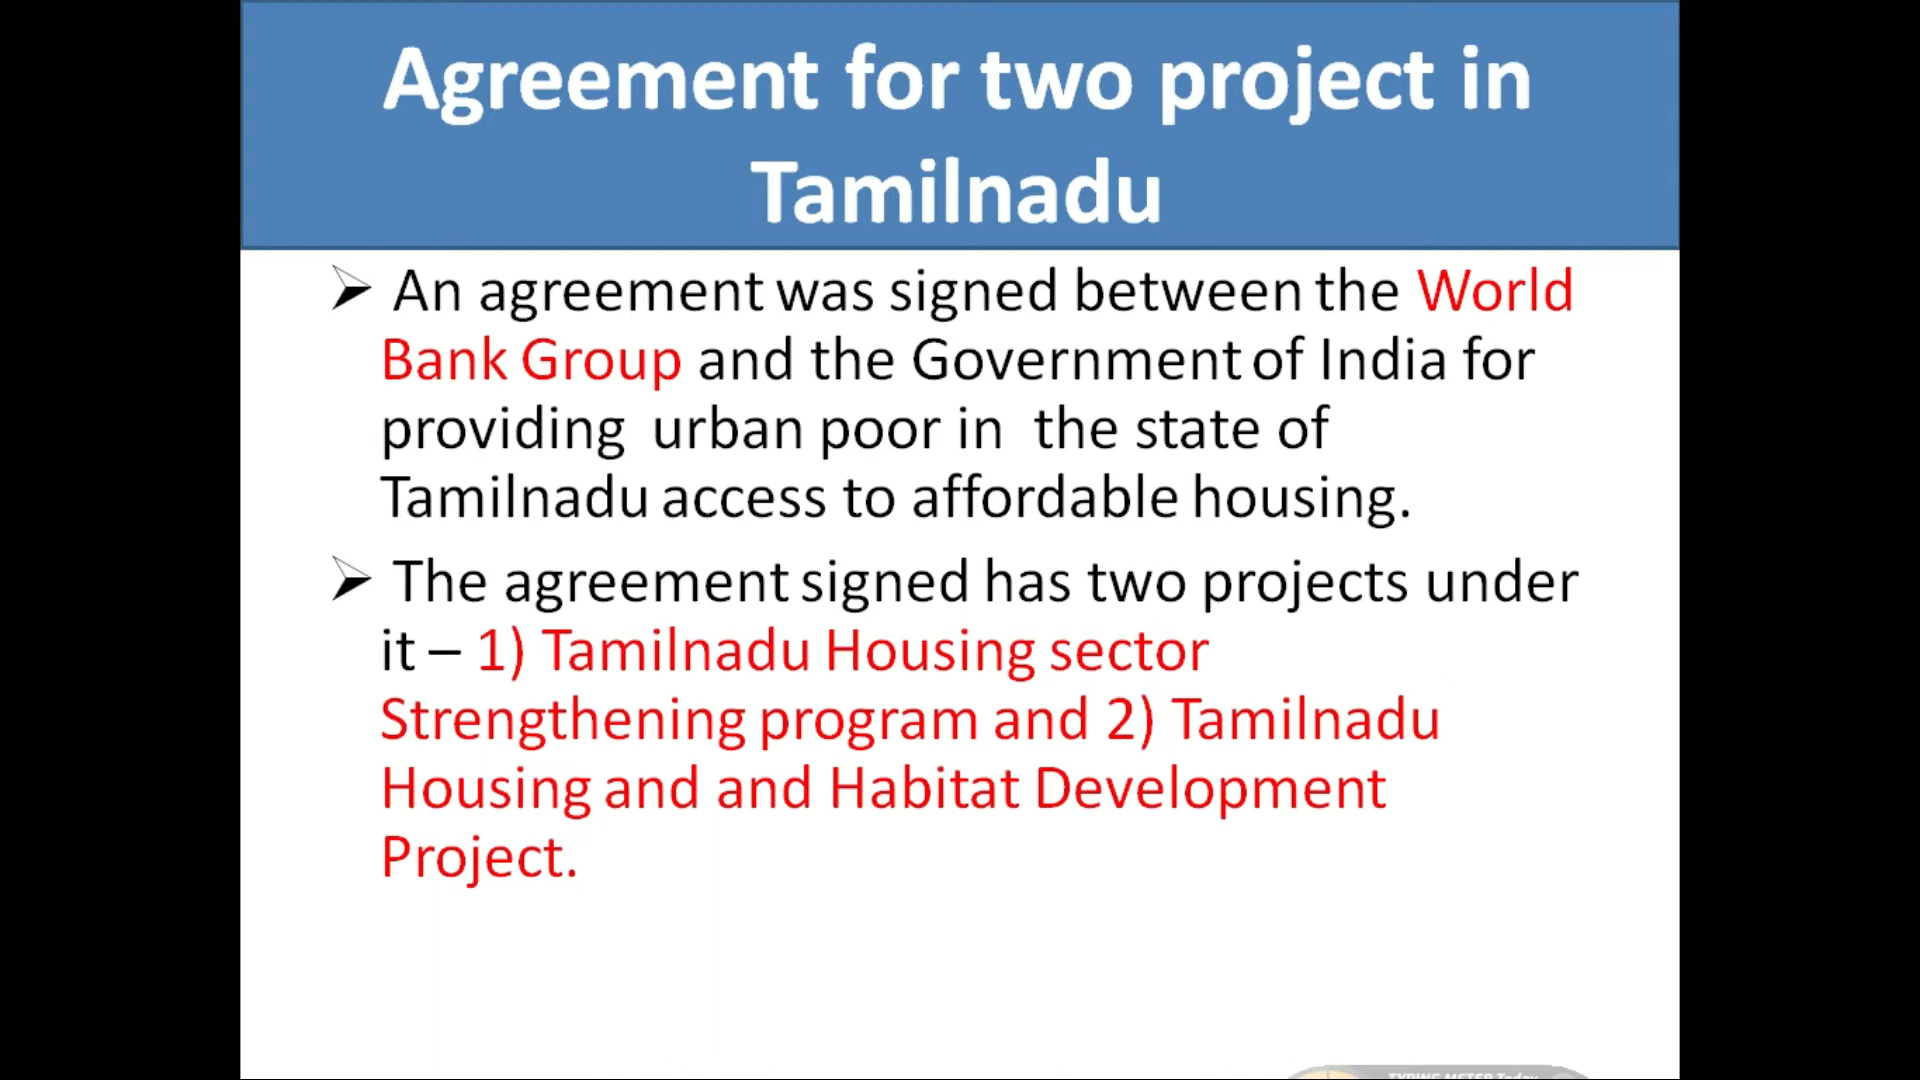 Agreement for two project in
Tamilnadu
An agreement was signed between the World
Bank Group and the Government of India for
providing urban poor in the state of
Tamilnadu access to affordable housing.
The agreement signed has two projects under
it – 1) Tamilnadu Housing sector
Strengthening program and 2) Tamilnadu
Housing and and Habitat Development
Project.